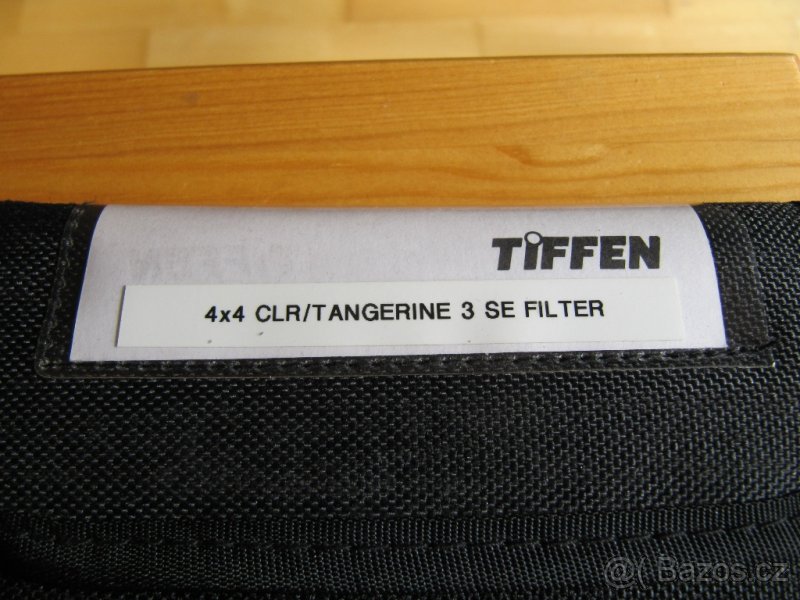 TIFFEN
4x4 CLR/TANGERINE 3 SE FILTER
Bazos.cz